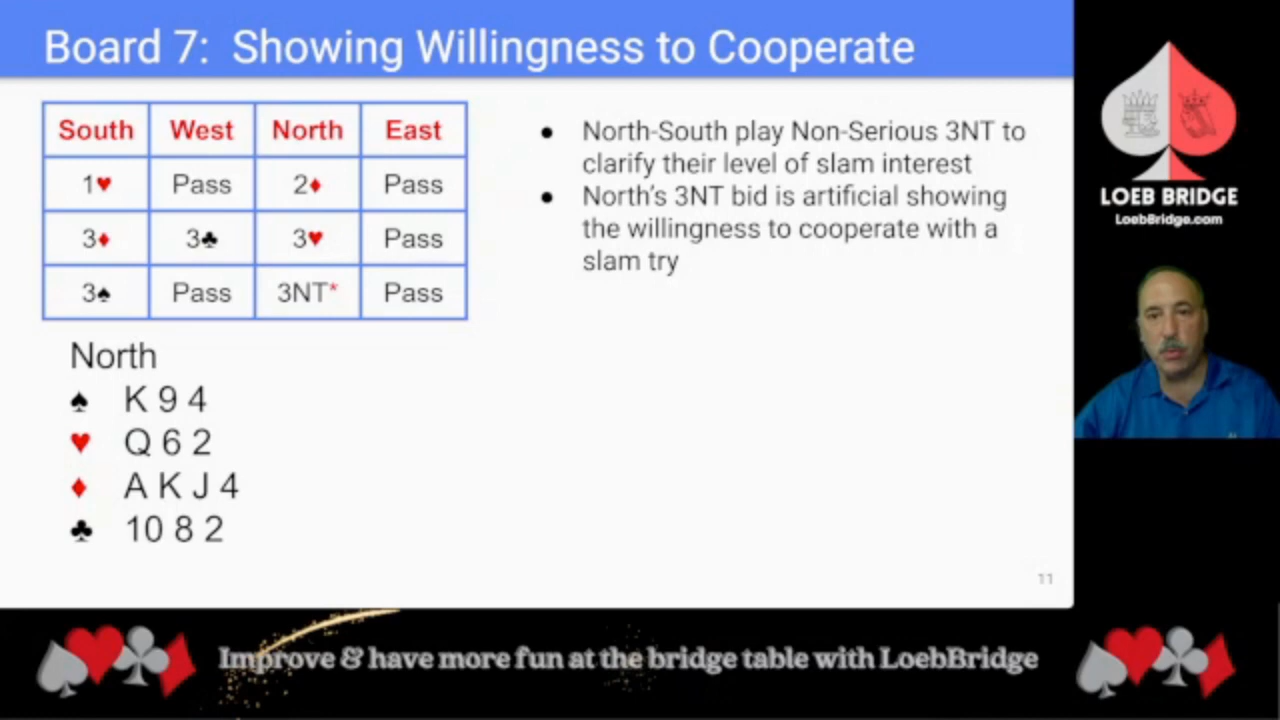 Board 7: Showing Willingness to Cooperate
South West North East
1♥ Pass 2♦ Pass
3♦ 3♣ 3♥ Pass
3♠ Pass 3NT* Pass
● North-South play Non-Serious 3NT to
clarify their level of slam interest
● North's 3NT bid is artificial showing
the willingness to cooperate with a
slam try
North
♠ K 9 4
♥ Q 6 2
♦ A K J 4
♣ 10 8 2
11
LOEB BRIDGE
LoebBridge.com
Improve & have more fun at the bridge table with LoebBridge